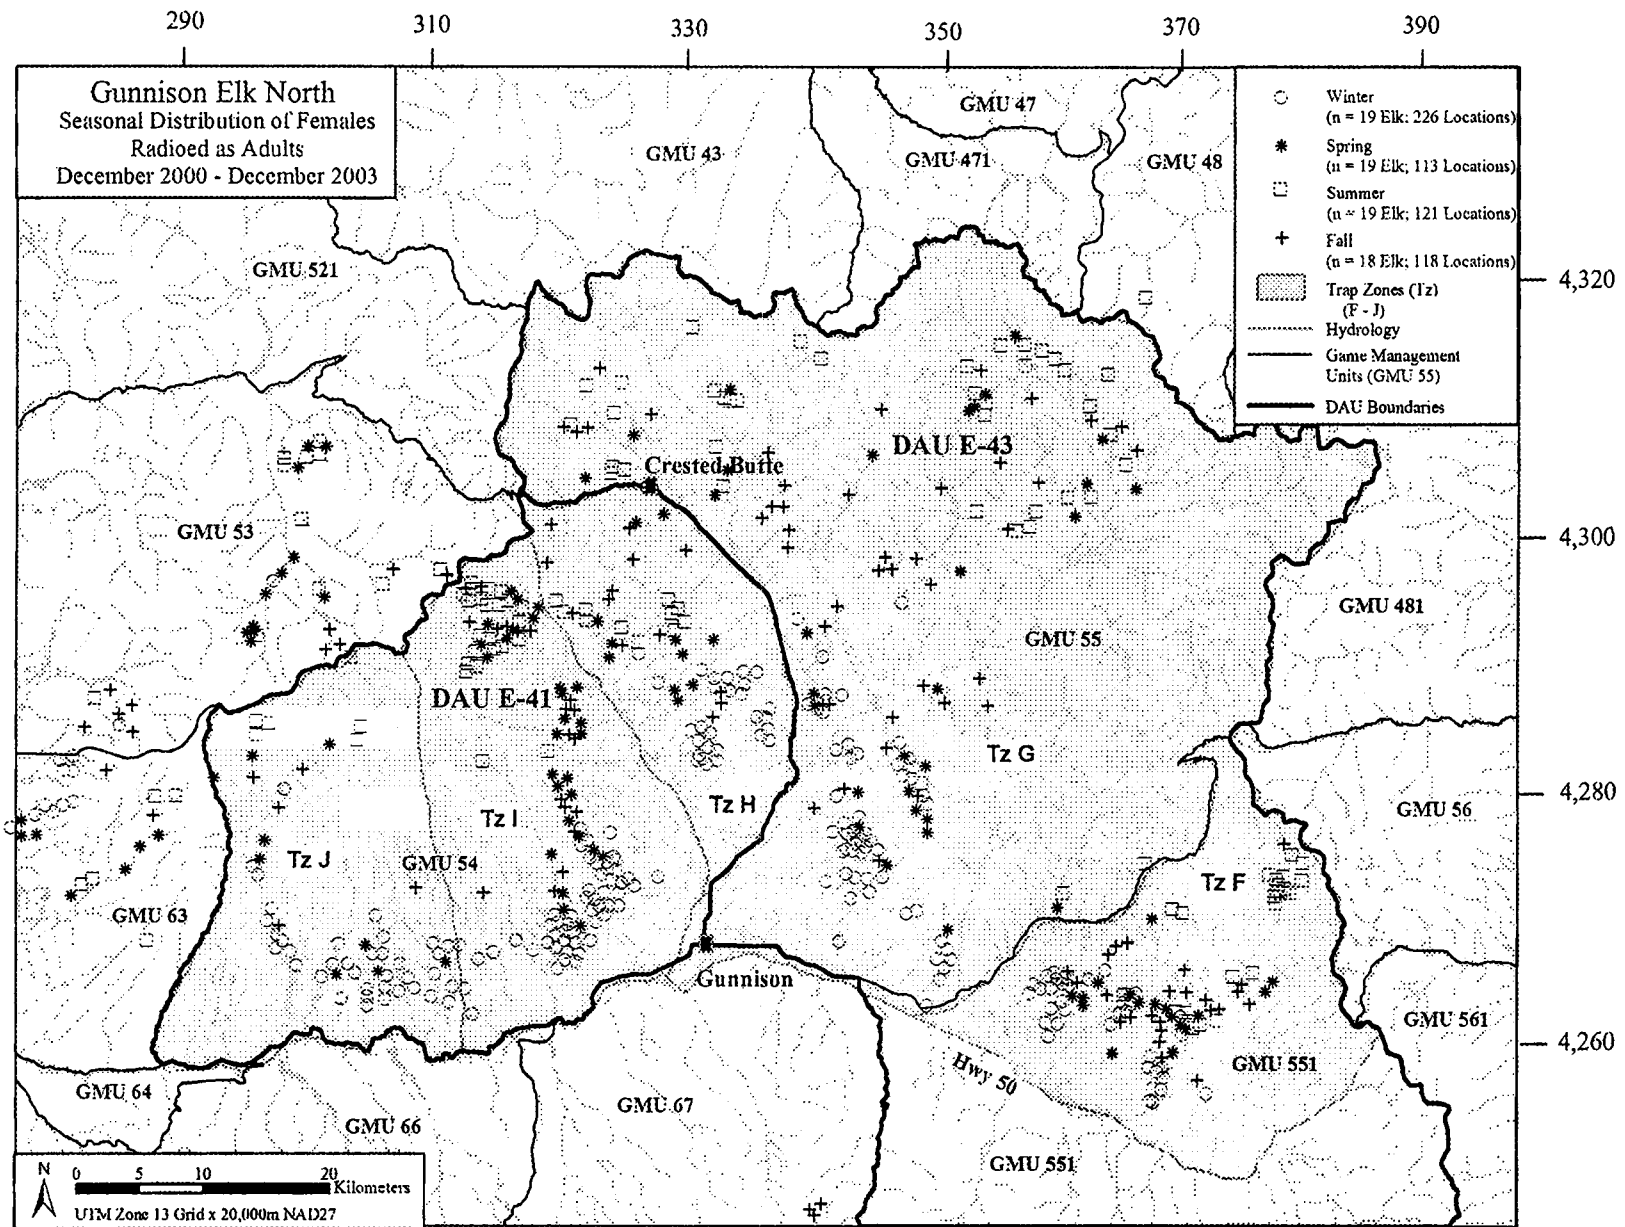 290 310 330 350 370 390
Gunnison Elk North
Seasonal Distribution of Females
Radioed as Adults
December 2000 - December 2003
Winter
(n = 19 Elk; 226 Locations)
Spring
(n = 19 Elk; 113 Locations)
Summer
(n = 19 Elk; 121 Locations)
Fall
(n = 18 Elk; 118 Locations)
Trap Zones (Tz)
(F - J)
Hydrology
Game Management
Units (GMU 55)
DAU Boundaries
GMU 47
GMU 43
GMU 471
GMU 48
GMU 521
4,320
DAU E-43
Crested Butte
GMU 53
4,300
GMU 481
GMU 55
DAU E-41
Tz G
4,280
Tz H
Tz I
GMU 56
Tz J
GMU 54
Tz F
GMU 63
Gunnison
GMU 561
4,260
GMU 551
Hwy 50
GMU 64
GMU 67
GMU 66
GMU 551
N
0 5 10 20
Kilometers
UTM Zone 13 Grid x 20,000m NAD27